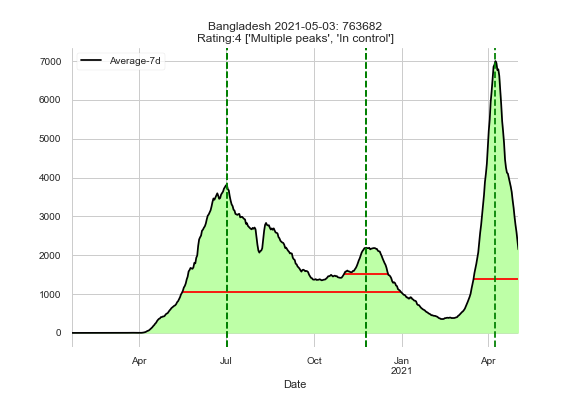 Bangladesh 2021-05-03: 763682
Rating:4 ['Multiple peaks', 'In control']
Average-7d
7000
6000
5000
4000
3000
2000
1000
0
Apr Jul Oct Jan Apr
2021
Date